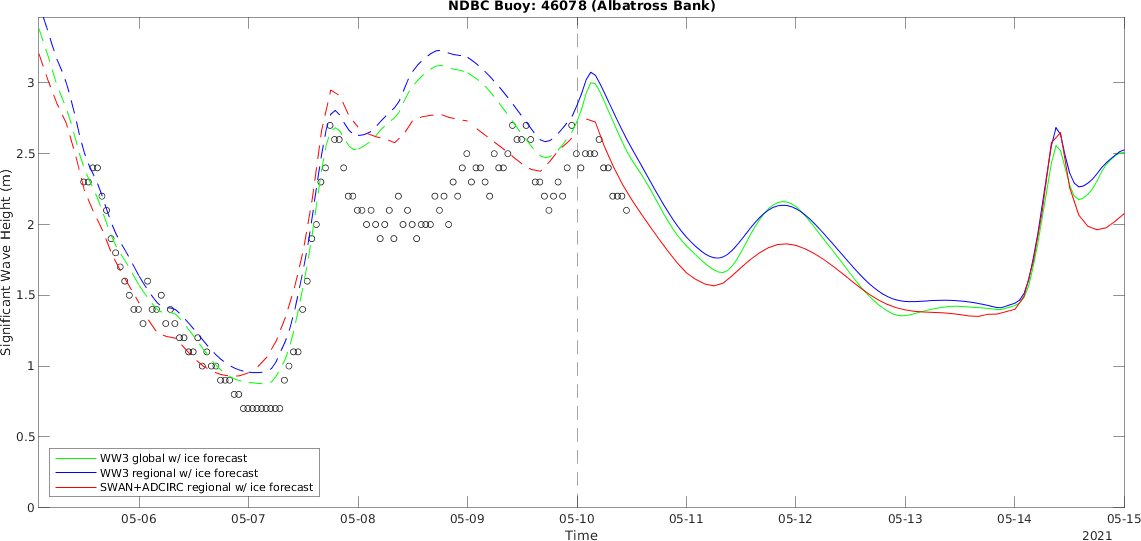 NDBC Buoy: 46078 (Albatross Bank)
Significant Wave Height (m)
3
2.5
2
1.5
1
0.5
0
WW3 global w/ ice forecast
WW3 regional w/ ice forecast
SWAN+ADCIRC regional w/ ice forecast
05-06 05-07 05-08 05-09 05-10 05-11 05-12 05-13 05-14 05-15
Time
2021